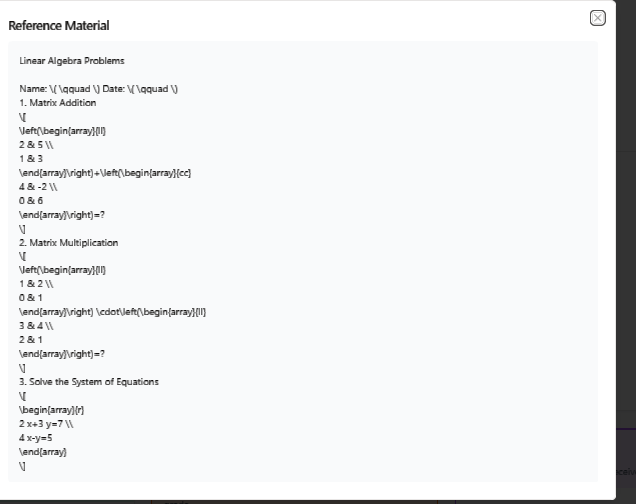 Reference Material
Linear Algebra Problems
Name: \( \qquad \) Date: \( \qquad \)
1. Matrix Addition
\[
\left(\begin{array}{ll}
2 & 5 \\
1 & 3
\end{array}\right)+\left(\begin{array}{cc}
4 & -2 \\
0 & 6
\end{array}\right)=?
\]
2. Matrix Multiplication
\[
\left(\begin{array}{ll}
1 & 2 \\
0 & 1
\end{array}\right) \cdot\left(\begin{array}{ll}
3 & 4 \\
2 & 1
\end{array}\right)=?
\]
3. Solve the System of Equations
\[
\begin{array}{r}
2 x+3 y=7 \\
4 x-y=5
\end{array}
\]